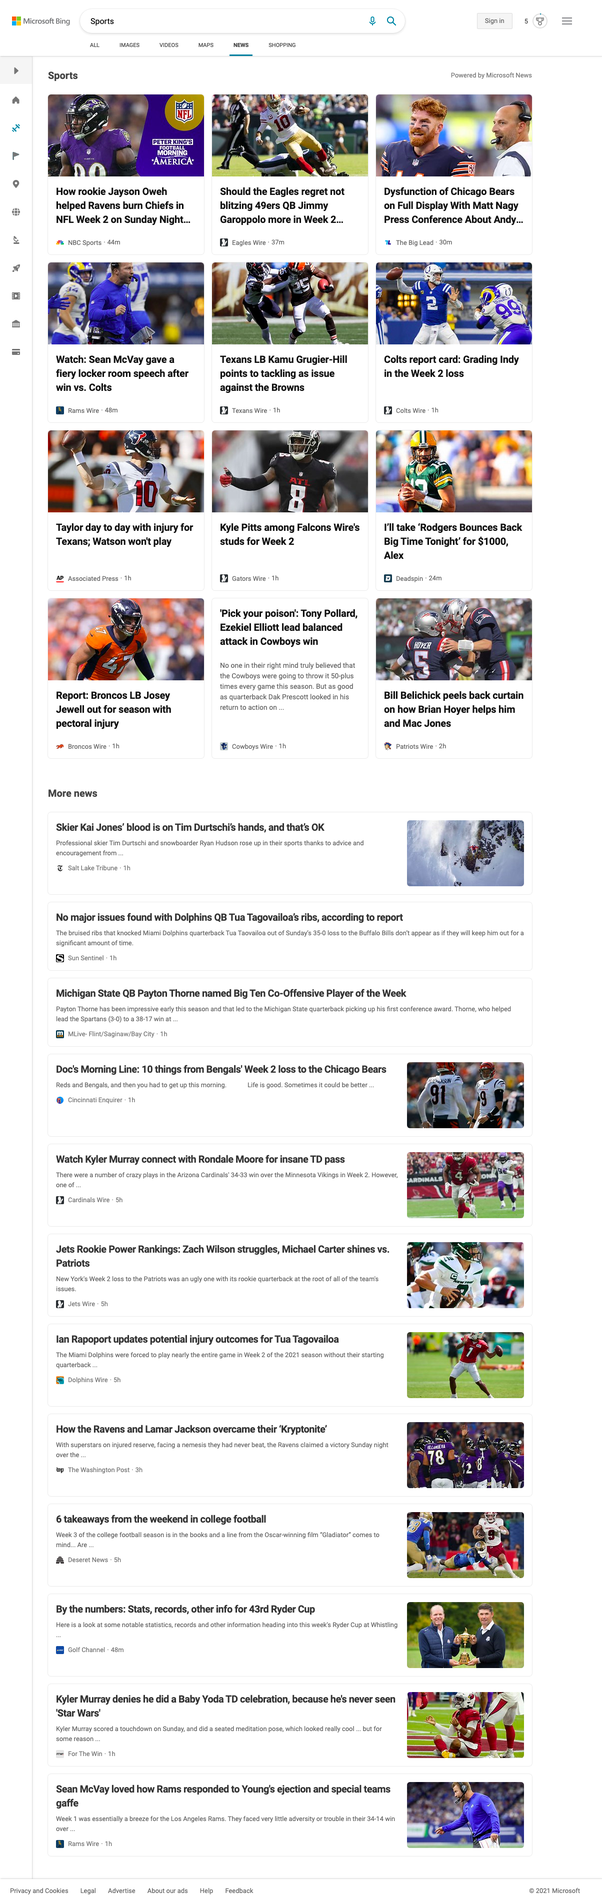 Microsoft Bing
Sports
Sign in
5
ALL
IMAGES
VIDEOS
MAPS
NEWS
SHOPPING
Sports
Powered by Microsoft News
NFL
PETER KING'S
FOOTBALL
MORNING
IN
AMERICA
How rookie Jayson Oweh
helped Ravens burn Chiefs in
NFL Week 2 on Sunday Night...
NBC Sports · 44m
10
Should the Eagles regret not
blitzing 49ers QB Jimmy
Garoppolo more in Week 2...
Eagles Wire · 37m
Dysfunction of Chicago Bears
on Full Display With Matt Nagy
Press Conference About Andy...
The Big Lead · 30m
Watch: Sean McVay gave a
fiery locker room speech after
win vs. Colts
Rams Wire · 48m
Texans LB Kamu Grugier-Hill
points to tackling as issue
against the Browns
Texans Wire · 1h
2
99
Colts report card: Grading Indy
in the Week 2 loss
Colts Wire · 1h
10
Taylor day to day with injury for
Texans; Watson won't play
AP
Associated Press · 1h
ATL
8
Kyle Pitts among Falcons Wire's
studs for Week 2
Gators Wire · 1h
12
I'll take 'Rodgers Bounces Back
Big Time Tonight' for $1,000,
Alex
Deadspin · 24m
47
Report: Broncos LB Josey
Jewell out for season with
pectoral injury
Broncos Wire · 1h
'Pick your poison': Tony Pollard,
Ezekiel Elliott lead balanced
attack in Cowboys win
No one in their right mind truly believed that
the Cowboys were going to throw it 50-plus
times every game this season. But as good
as quarterback Dak Prescott looked in his
return to action on ...
Cowboys Wire · 1h
HOYER
5
Bill Belichick peels back curtain
on how Brian Hoyer helps him
and Mac Jones
Patriots Wire · 2h
More news
Skier Kai Jones' blood is on Tim Durtschi's hands, and that's OK
Professional skier Tim Durtschi and snowboarder Ryan Hudson rose up in their sports thanks to advice and
encouragement from ...
Salt Lake Tribune · 1h
No major issues found with Dolphins QB Tua Tagovailoa's ribs, according to report
The bruised ribs that knocked Miami Dolphins quarterback Tua Taovailoa out of Sunday's 35-0 loss to the Buffalo Bills don't appear as if they will keep him out for a
significant amount of time.
Sun Sentinel · 1h
Michigan State QB Payton Thorne named Big Ten Co-Offensive Player of the Week
Payton Thorne has been impressive early this season and that led to the Michigan State quarterback picking up his first conference award. Thorne, who helped
lead the Spartans (3-0) to a 38-17 win at ...
MLive- Flint/Saginaw/Bay City · 1h
Doc's Morning Line: 10 things from Bengals' Week 2 loss to the Chicago Bears
Reds and Bengals, and then you had to get up this morning. Life is good. Sometimes it could be better ...
Cincinnati Enquirer · 1h
91
9
Watch Kyler Murray connect with Rondale Moore for insane TD pass
There were a number of crazy plays in the Arizona Cardinals' 34-33 win over the Minnesota Vikings in Week 2. However,
one of ...
Cardinals Wire · 5h
CARDINALS
4
Jets Rookie Power Rankings: Zach Wilson struggles, Michael Carter shines vs.
Patriots
New York's Week 2 loss to the Patriots was an ugly one with its rookie quarterback at the root of all of the team's
issues.
Jets Wire · 5h
Ian Rapoport updates potential injury outcomes for Tua Tagovailoa
The Miami Dolphins were forced to play nearly the entire game in Week 2 of the 2021 season without their starting
quarterback ...
Dolphins Wire · 5h
1
How the Ravens and Lamar Jackson overcame their 'Kryptonite'
With superstars on injured reserve, facing a nemesis they had never beat, the Ravens claimed a victory Sunday night
over the ...
wp
The Washington Post · 3h
78
8
6 takeaways from the weekend in college football
Week 3 of the college football season is in the books and a line from the Oscar-winning film "Gladiator" comes to
mind... Are ...
Deseret News · 5h
9
By the numbers: Stats, records, other info for 43rd Ryder Cup
Here is a look at some notable statistics, records and other information heading into this week's Ryder Cup at Whistling
...
Golf Channel · 48m
Kyler Murray denies he did a Baby Yoda TD celebration, because he's never seen
'Star Wars'
Kyler Murray scored a touchdown on Sunday, and did a seated meditation pose, which looked really cool ... but for
some reason ...
For The Win · 1h
Sean McVay loved how Rams responded to Young's ejection and special teams
gaffe
Week 1 was essentially a breeze for the Los Angeles Rams. They faced very little adversity or trouble in their 34-14 win
over ...
Rams Wire · 1h
Privacy and Cookies
Legal
Advertise
About our ads
Help
Feedback
© 2021 Microsoft